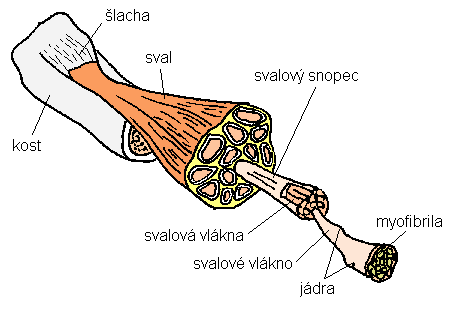 šlacha
sval
svalový snopec
kost
myofibrila
svalová vlákna
svalové vlákno
jádra